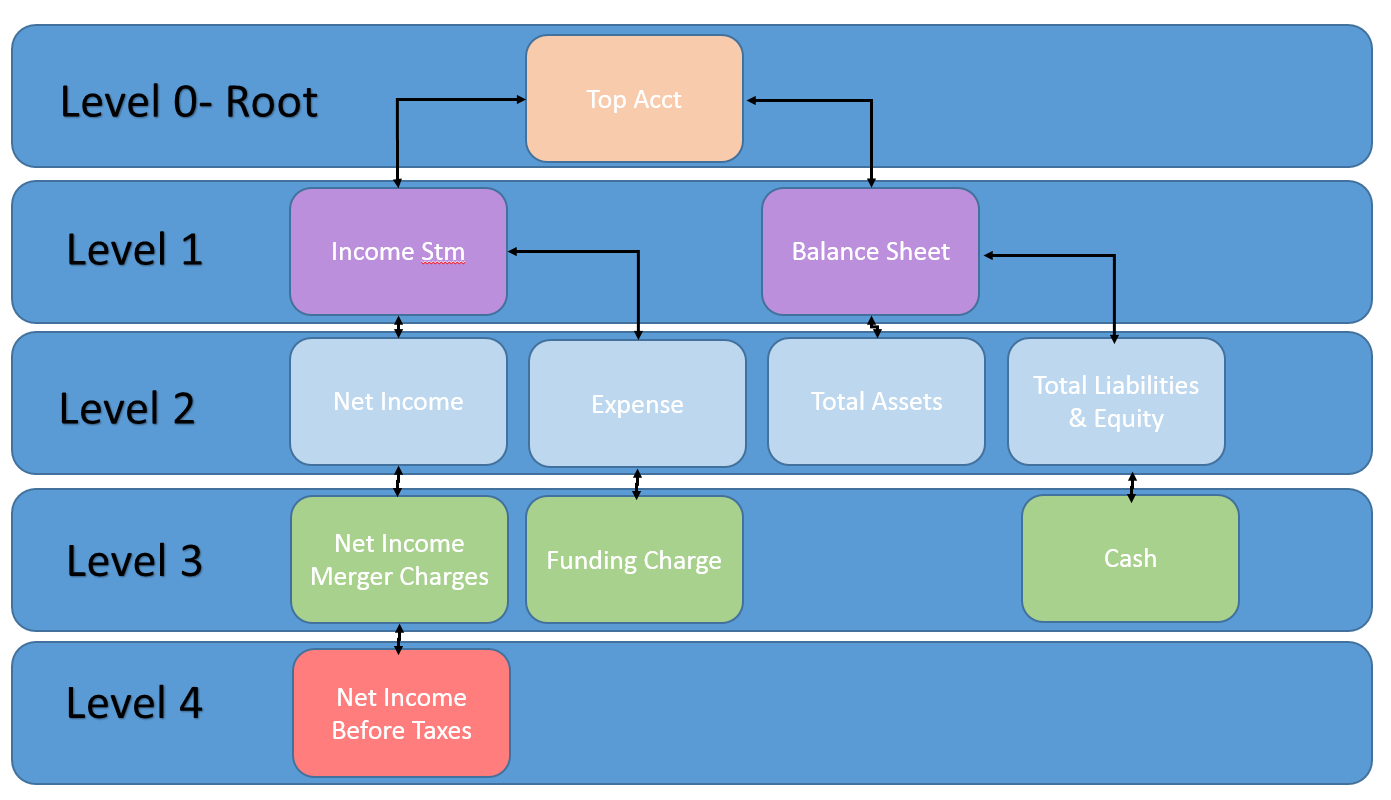 Level 0- Root
Top Acct
Level 1
Income Stm
Balance Sheet
Level 2
Net Income
Expense
Total Assets
Total Liabilities
& Equity
Level 3
Net Income
Merger Charges
Funding Charge
Cash
Level 4
Net Income
Before Taxes